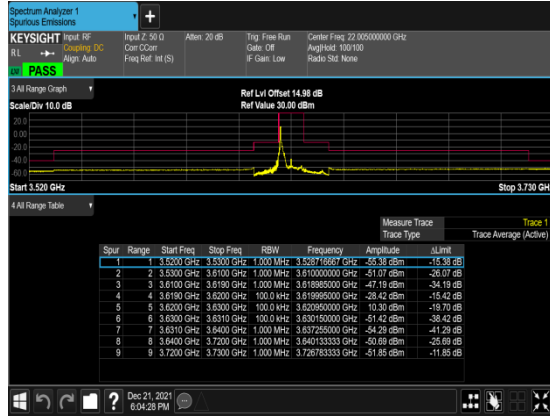 Spectrum Analyzer 1
Spurious Emissions
+
KEYSIGHT Input: RF Input Z: 50 Ω Atten: 20 dB Trig: Free Run Center Freq: 22.005000000 GHz
RL Coupling: DC Corr CCorr Gate: Off Avg|Hold: 100/100
Align: Auto Freq Ref: Int (S) IF Gain: Low Radio Std: None
PASS
3 All Range Graph Ref Lvl Offset 14.98 dB
Scale/Div 10.0 dB Ref Value 30.00 dBm
20.0
0.00
-20.0
-40.0
-60.0
Start 3.520 GHz Stop 3.730 GH
4 All Range Table
Measure Trace Trace 1
Trace Type Trace Average (Active)
Spur Range Start Freq Stop Freq RBW Frequency Amplitude ΔLimit
1 1 3.5200 GHz 3.5300 GHz 1.000 MHz 3.528716667 GHz -55.38 dBm -15.38 dB
2 2 3.5300 GHz 3.6100 GHz 1.000 MHz 3.610000000 GHz -51.07 dBm -26.07 dB
3 3 3.6100 GHz 3.6190 GHz 1.000 MHz 3.618985000 GHz -47.19 dBm -34.19 dB
4 4 3.6190 GHz 3.6200 GHz 100.0 kHz 3.619995000 GHz -28.42 dBm -15.42 dB
5 5 3.6200 GHz 3.6300 GHz 100.0 kHz 3.620950000 GHz 10.30 dBm -19.70 dB
6 6 3.6300 GHz 3.6310 GHz 100.0 kHz 3.630150000 GHz -51.42 dBm -38.42 dB
7 7 3.6310 GHz 3.6400 GHz 1.000 MHz 3.637255000 GHz -54.29 dBm -41.29 dB
8 8 3.6400 GHz 3.7200 GHz 1.000 MHz 3.640133333 GHz -50.69 dBm -25.69 dB
9 9 3.7200 GHz 3.7300 GHz 1.000 MHz 3.726783333 GHz -51.85 dBm -11.85 dB
? Dec 21, 2021
6:04:28 PM